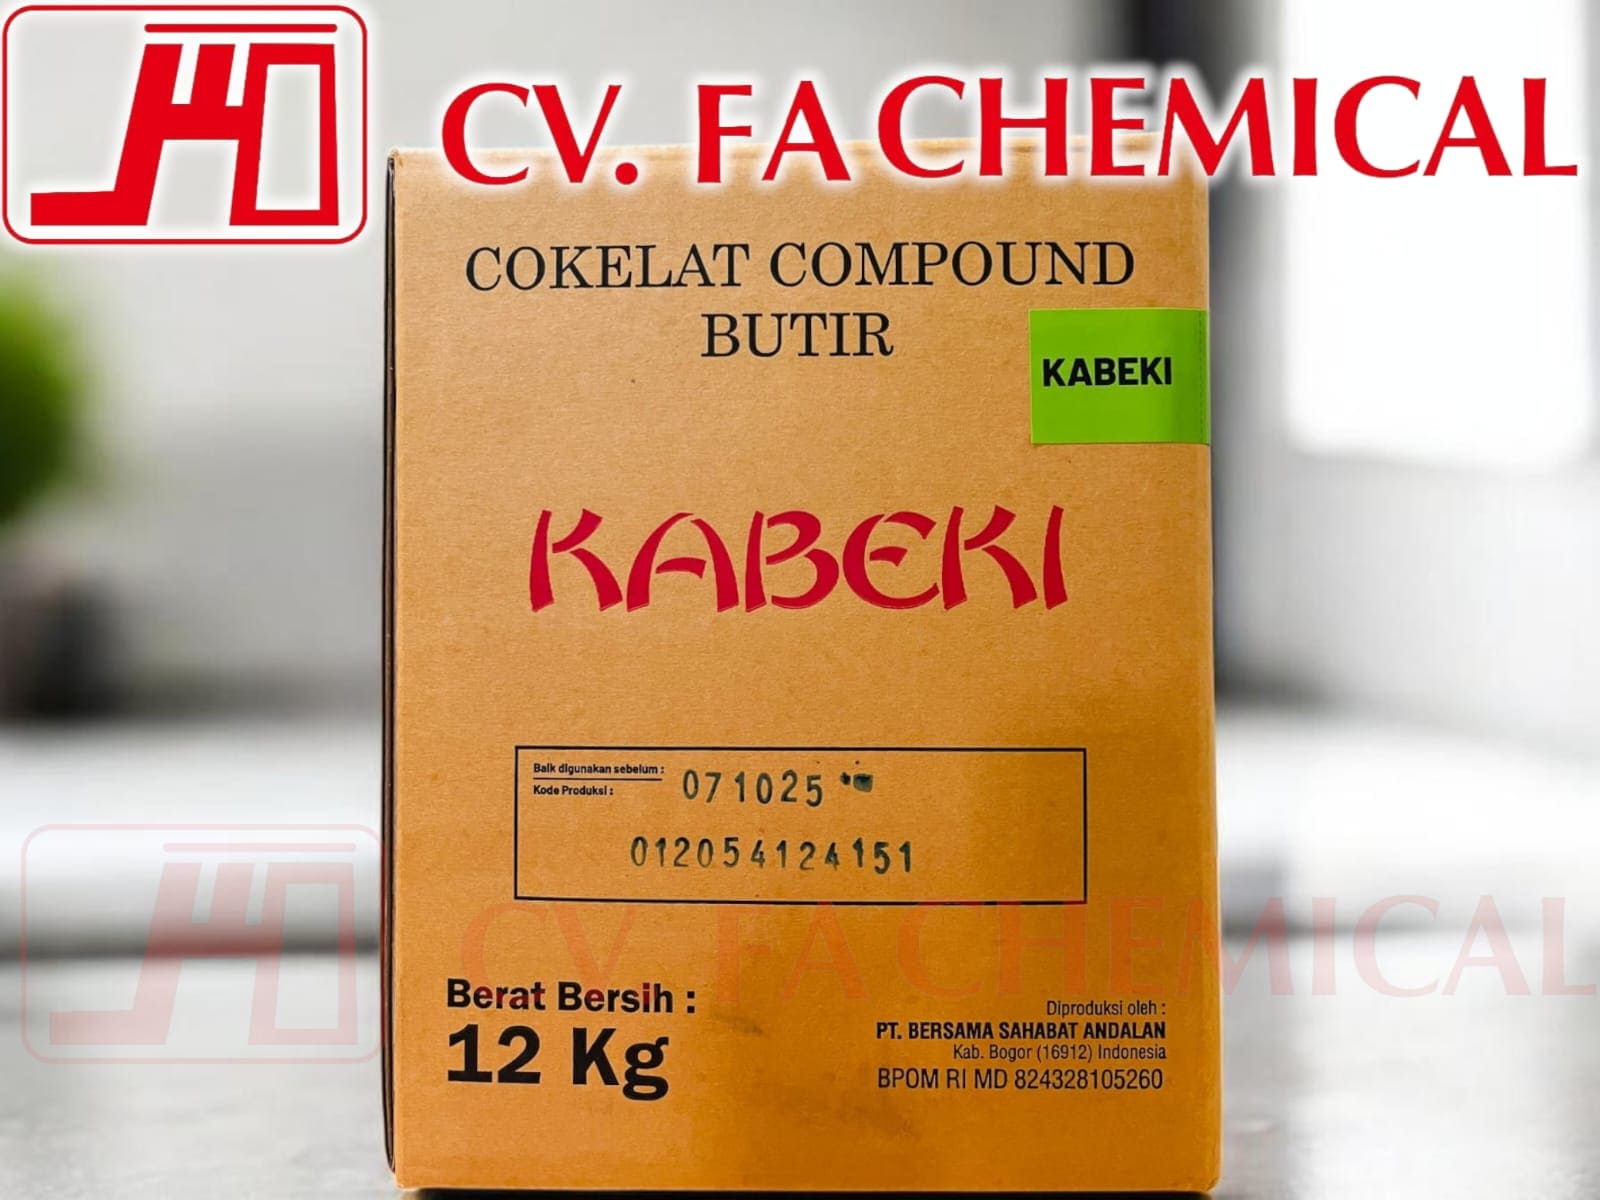 CV. FA CHEMICAL
COKELAT COMPOUND
BUTIR
KABEKI
KABEKI
Baik digunakan sebelum :
Kode Produksi :
071025
012054124151
CV. FA CHEMICAL
Berat Bersih :
12 Kg
Diproduksi oleh :
PT. BERSAMA SAHABAT ANDALAN
Kab. Bogor (16912) Indonesia
BPOM RI MD 824328105260